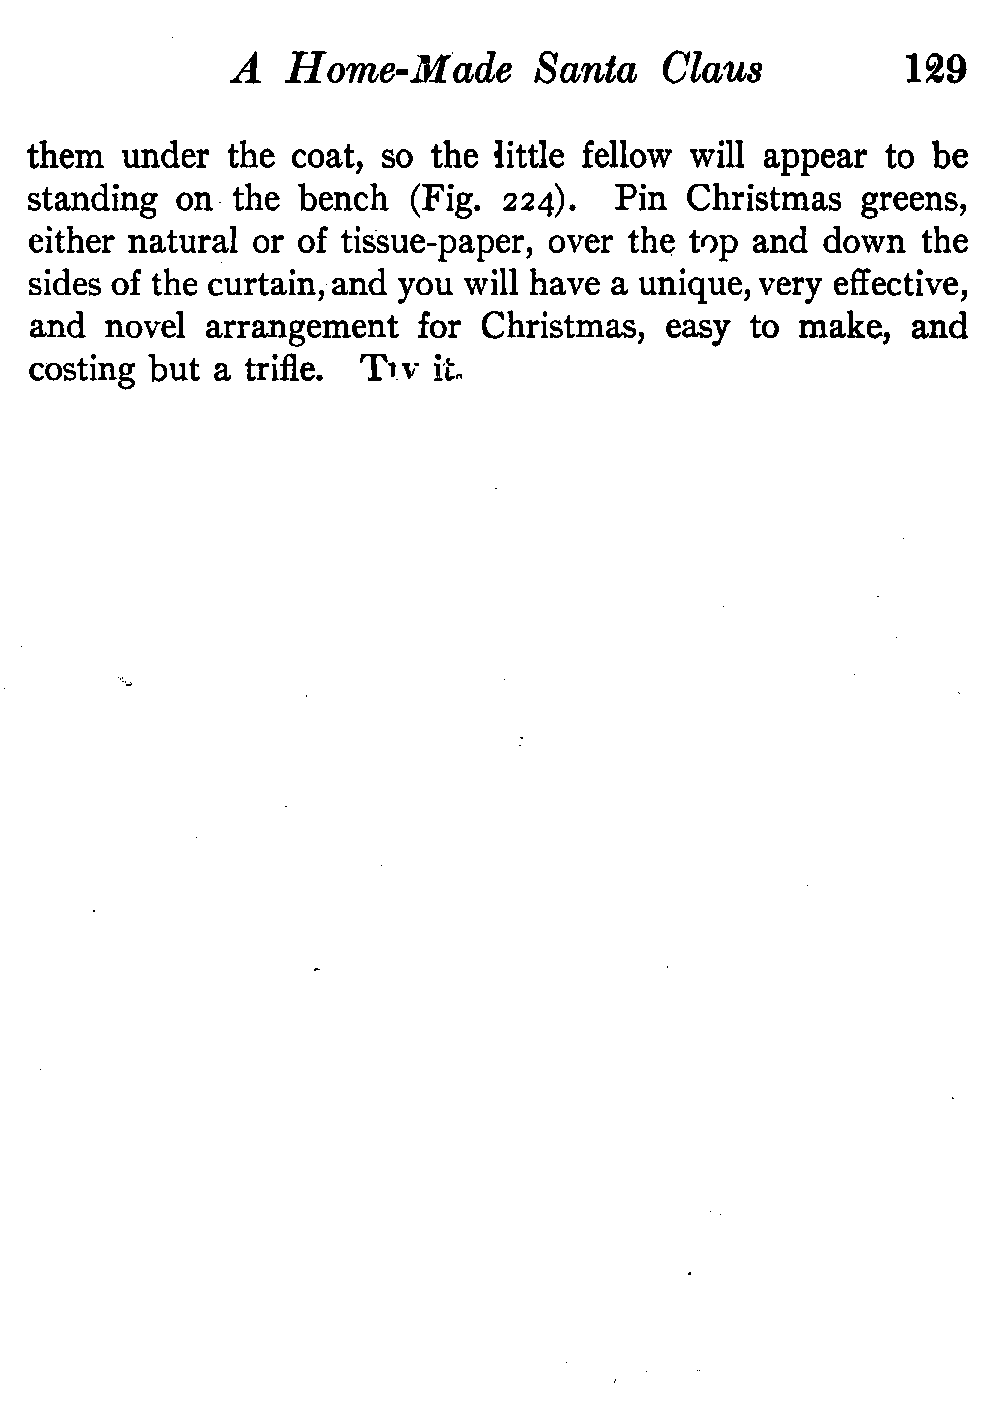 A Home-Made Santa Claus 129
them under the coat, so the little fellow will appear to be
standing on the bench (Fig. 224). Pin Christmas greens,
either natural or of tissue-paper, over the top and down the
sides of the curtain, and you will have a unique, very effective,
and novel arrangement for Christmas, easy to make, and
costing but a trifle. Try it.